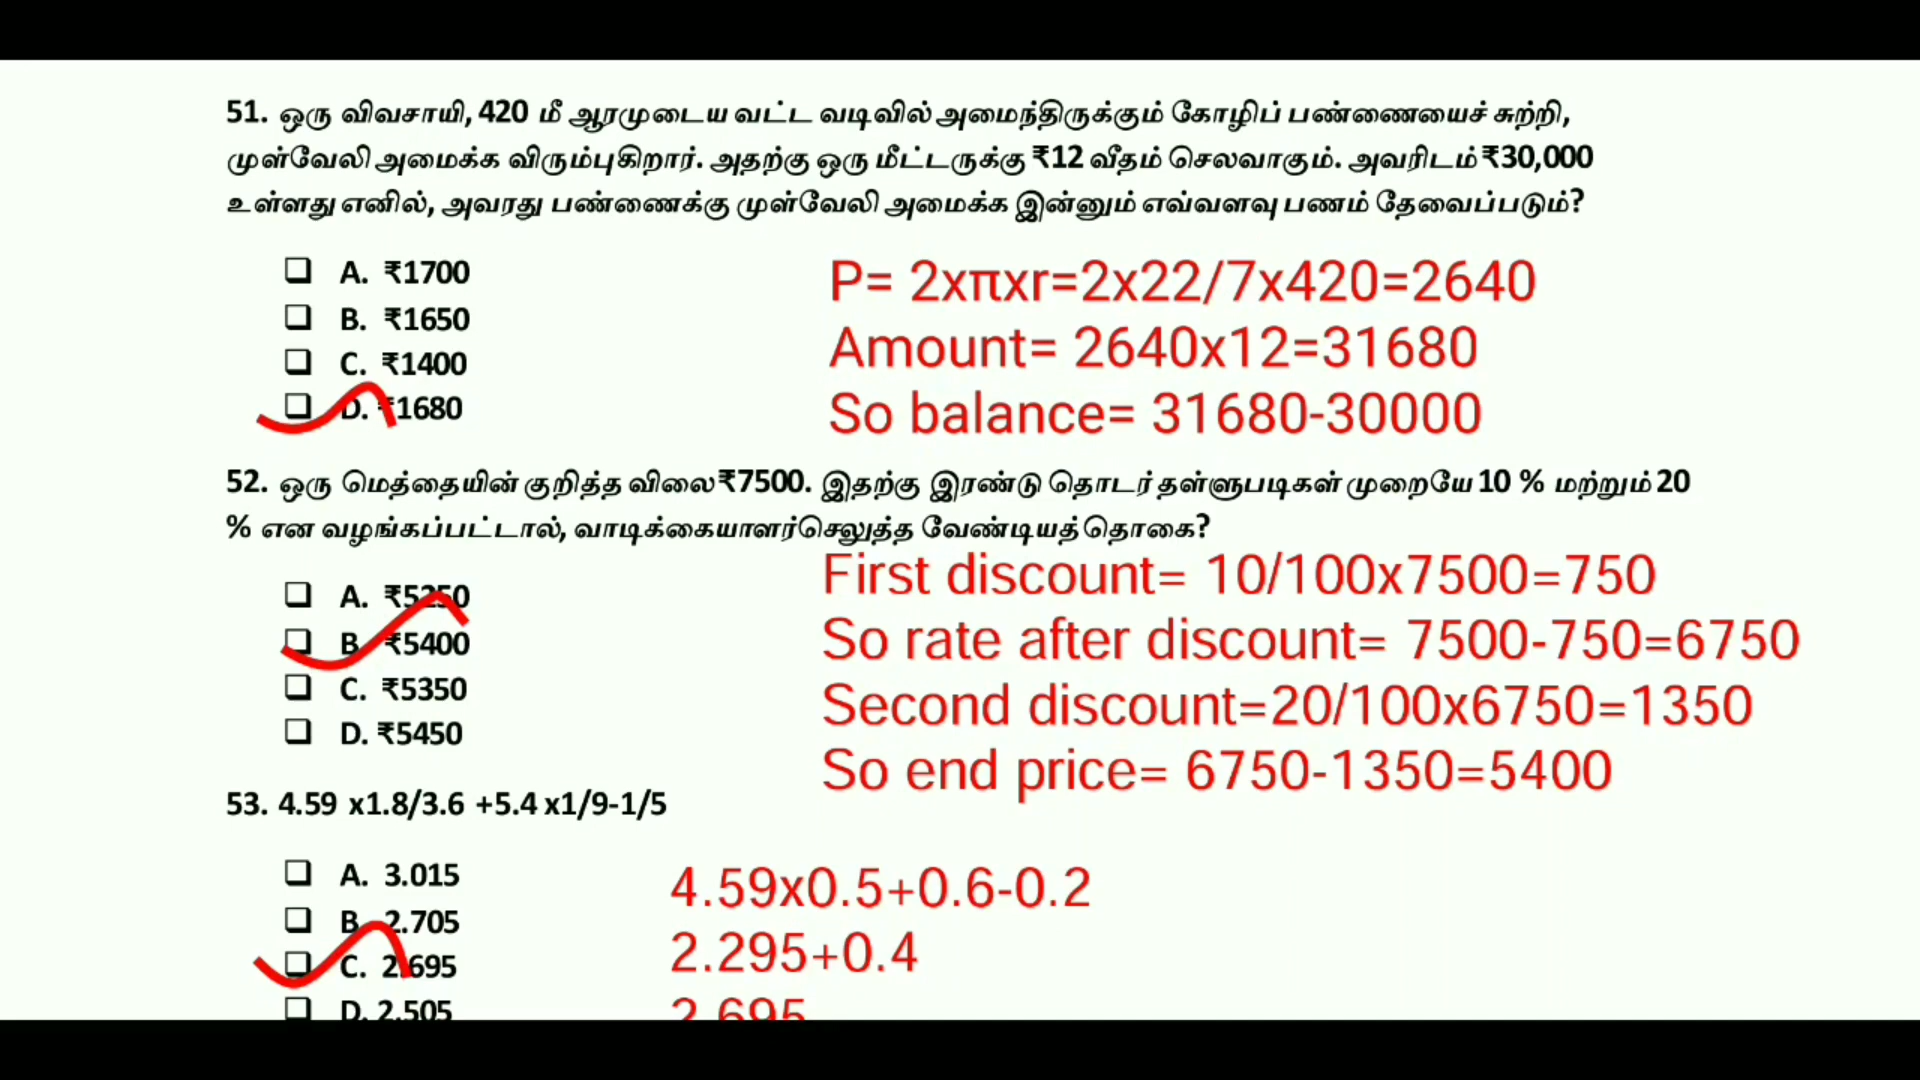 51. ஒரு விவசாயி, 420 மீ ஆரமுடைய வட்ட வடிவில் அமைந்திருக்கும் கோழிப் பண்ணையைச் சுற்றி,
முள்வேலி அமைக்க விரும்புகிறார். அதற்கு ஒரு மீட்டருக்கு ₹12 வீதம் செலவாகும். அவரிடம் ₹30,000
உள்ளது எனில், அவரது பண்ணைக்கு முள்வேலி அமைக்க இன்னும் எவ்வளவு பணம் தேவைப்படும்?
A. ₹1700
B. ₹1650
C. ₹1400
D. ₹1680
P= 2xπxr=2x22/7x420=2640
Amount= 2640x12=31680
So balance= 31680-30000
52. ஒரு மெத்தையின் குறித்த விலை ₹7500. இதற்கு இரண்டு தொடர் தள்ளுபடிகள் முறையே 10 % மற்றும் 20
% என வழங்கப்பட்டால், வாடிக்கையாளர் செலுத்த வேண்டியத் தொகை?
A. ₹5250
B. ₹5400
C. ₹5350
D. ₹5450
First discount= 10/100x7500=750
So rate after discount= 7500-750=6750
Second discount=20/100x6750=1350
So end price= 6750-1350=5400
53. 4.59 x1.8/3.6 +5.4 x1/9-1/5
A. 3.015
B. 2.705
C. 2.695
D. 2.505
4.59x0.5+0.6-0.2
2.295+0.4
2.695